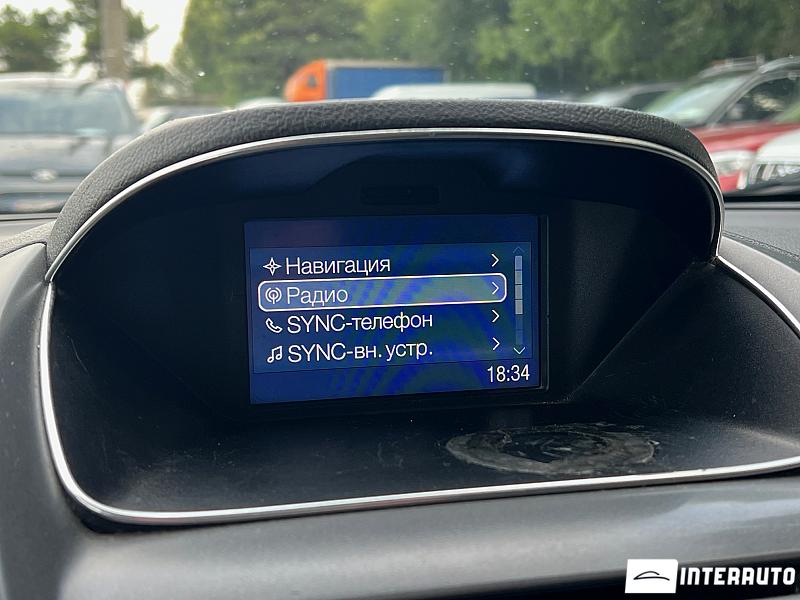 Навигация
Радио
SYNC-телефон
SYNC-вн. устр.
18:34
INTERAUTO